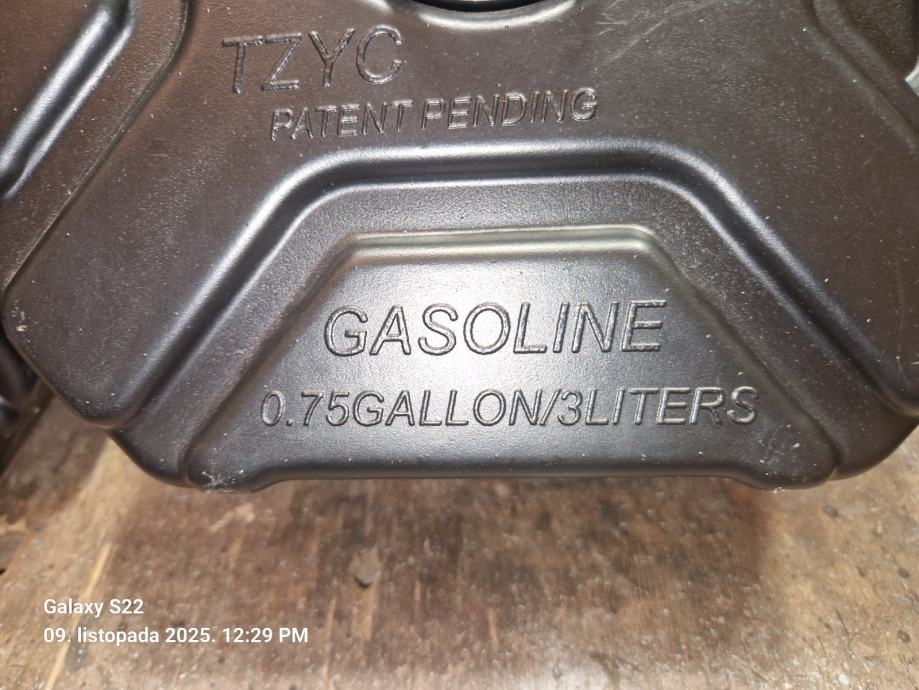 TZYC
PATENT PENDING
GASOLINE
0.75GALLON/3LITERS
Galaxy S22
09. listopada 2025. 12:29 PM